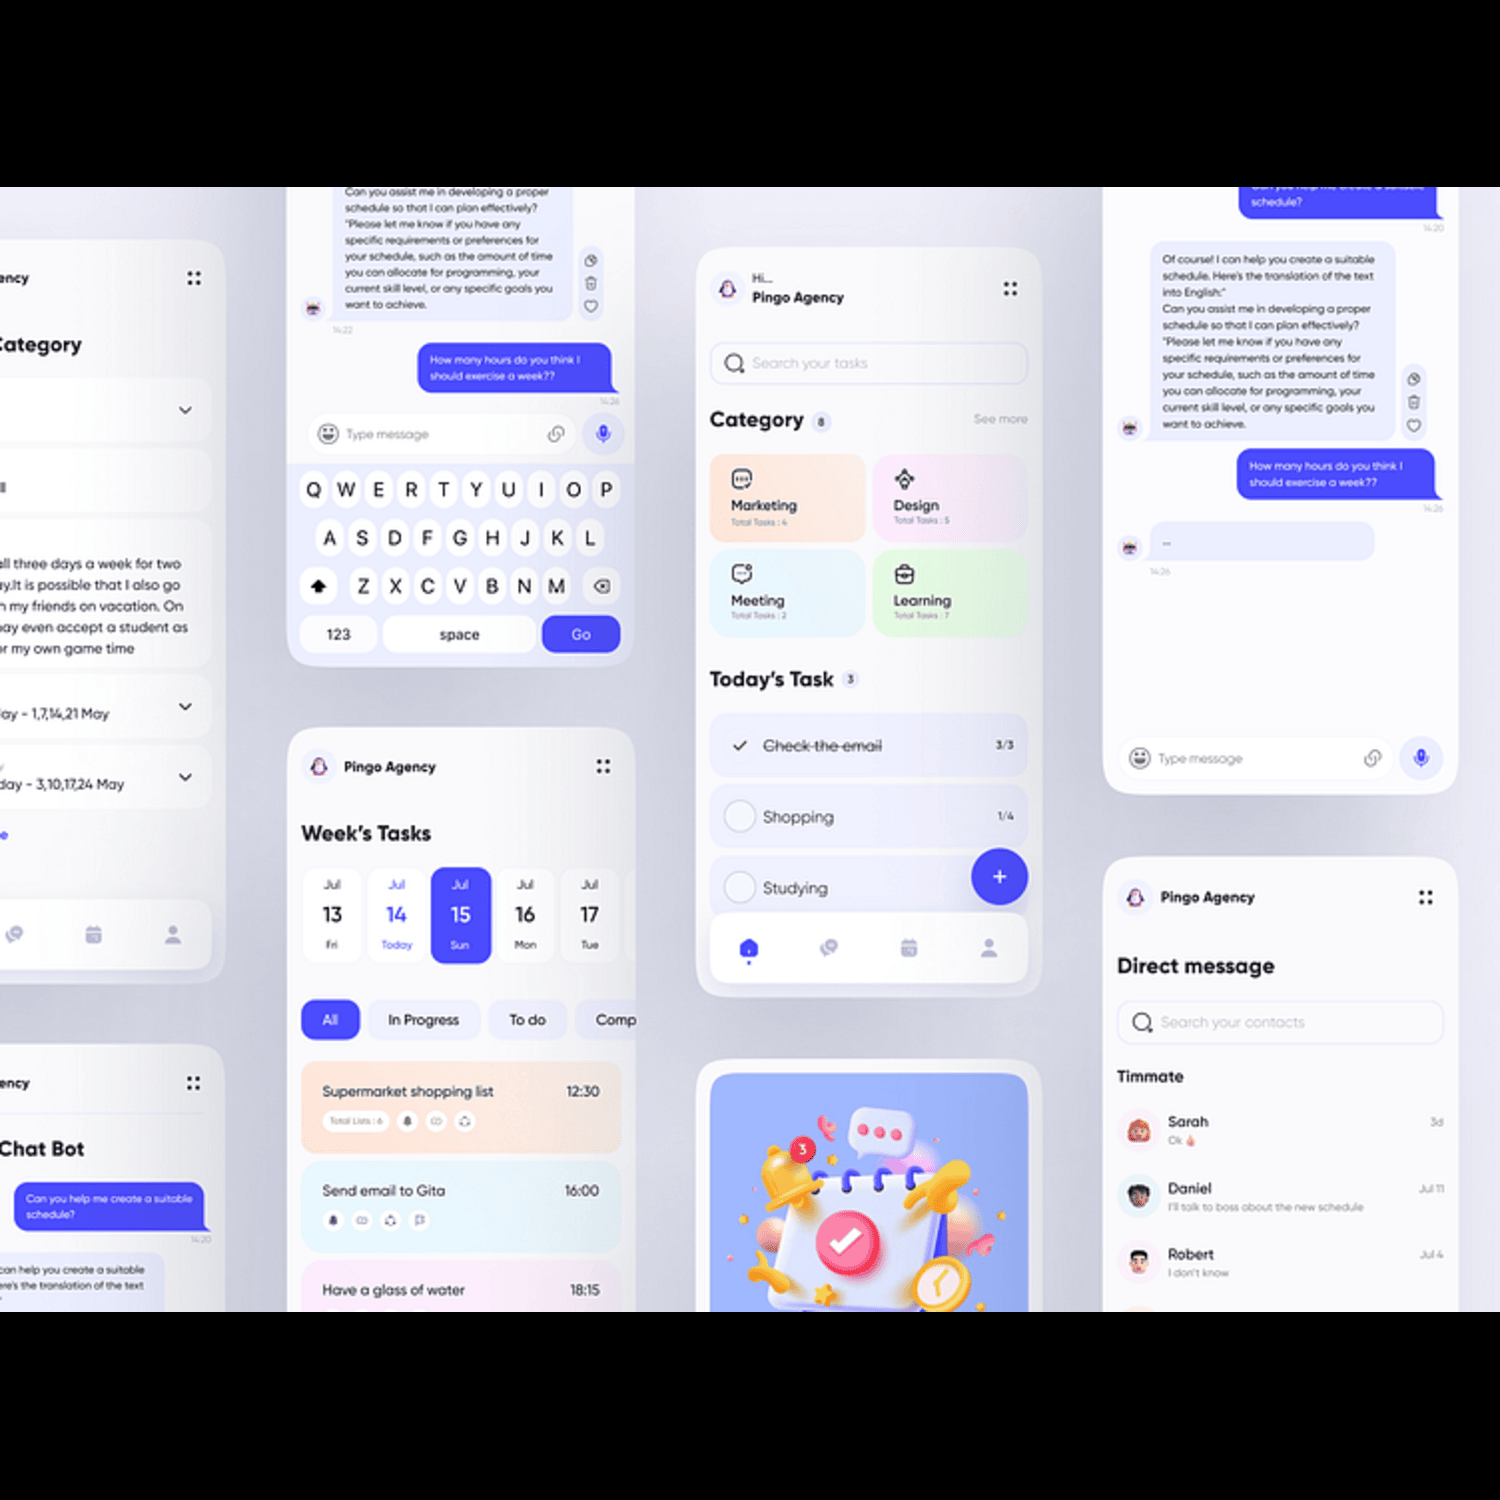 ency
Category
ll
all three days a week for two
ay.It is possible that I also go
n my friends on vacation. On
may even accept a student as
or my own game time
lay - 1,7,14,21 May
y
day - 3,10,17,24 May
e
ency
Chat Bot
Can you help me create a suitable
schedule?
14:20
can help you create a suitable
ere's the translation of the text
Can you assist me in developing a proper
schedule so that I can plan effectively?
"Please let me know if you have any
specific requirements or preferences for
your schedule, such as the amount of time
you can allocate for programming, your
current skill level, or any specific goals you
want to achieve.
14:22
How many hours do you think I
should exercise a week??
14:26
Type message
Q W E R T Y U I O P
A S D F G H J K L
Z X C V B N M
123 space Go
Pingo Agency
Week's Tasks
Jul Jul Jul Jul Jul
13 14 15 16 17
Fri Today Sun Mon Tue
All In Progress To do Comp
Supermarket shopping list 12:30
Total Lists : 6
Send email to Gita 16:00
Have a glass of water 18:15
Hi...
Pingo Agency
Search your tasks
Category 8 See more
Marketing
Total Tasks : 4
Design
Total Tasks : 5
Meeting
Total Tasks : 2
Learning
Total Tasks : 7
Today's Task 3
Check the email 3/3
Shopping 1/4
Studying
+
3
Can you help me create a suitable
schedule?
14:20
Of course! I can help you create a suitable
schedule. Here's the translation of the text
into English:"
Can you assist me in developing a proper
schedule so that I can plan effectively?
"Please let me know if you have any
specific requirements or preferences for
your schedule, such as the amount of time
you can allocate for programming, your
current skill level, or any specific goals you
want to achieve.
How many hours do you think I
should exercise a week??
14:26
...
14:26
Type message
Pingo Agency
Direct message
Search your contacts
Timmate
Sarah 3d
Ok
Daniel Jul 11
I'll talk to boss about the new schedule
Robert Jul 4
I don't know